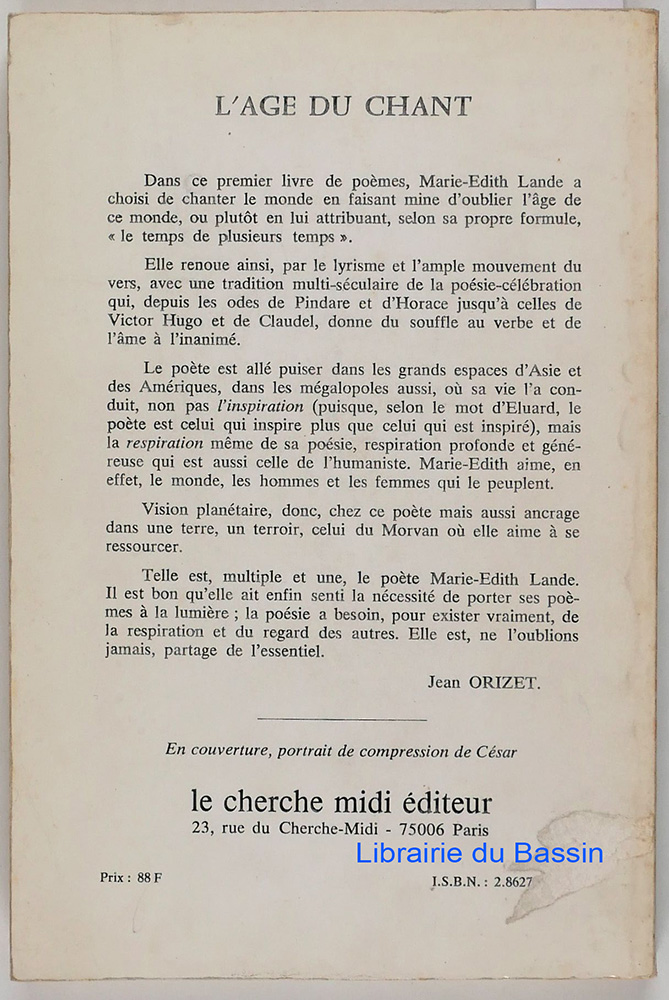 L'AGE DU CHANT
Dans ce premier livre de poèmes, Marie-Edith Lande a
choisi de chanter le monde en faisant mine d'oublier l'âge de
ce monde, ou plutôt en lui attribuant, selon sa propre formule,
« le temps de plusieurs temps ».
Elle renoue ainsi, par le lyrisme et l'ample mouvement du
vers, avec une tradition multi-séculaire de la poésie-célébration
qui, depuis les odes de Pindare et d'Horace jusqu'à celles de
Victor Hugo et de Claudel, donne du souffle au verbe et de
l'âme à l'inanimé.
Le poète est allé puiser dans les grands espaces d'Asie et
des Amériques, dans les mégalopoles aussi, où sa vie l'a con-
duit, non pas l'inspiration (puisque, selon le mot d'Eluard, le
poète est celui qui inspire plus que celui qui est inspiré), mais
la respiration même de sa poésie, respiration profonde et géné-
reuse qui est aussi celle de l'humaniste. Marie-Edith aime, en
effet, le monde, les hommes et les femmes qui le peuplent.
Vision planétaire, donc, chez ce poète mais aussi ancrage
dans une terre, un terroir, celui du Morvan où elle aime à se
ressourcer.
Telle est, multiple et une, le poète Marie-Edith Lande.
Il est bon qu'elle ait enfin senti la nécessité de porter ses poè-
mes à la lumière ; la poésie a besoin, pour exister vraiment, de
la respiration et du regard des autres. Elle est, ne l'oublions
jamais, partage de l'essentiel.
Jean ORIZET.
En couverture, portrait de compression de César
le cherche midi éditeur
23, rue du Cherche-Midi - 75006 Paris
Librairie du Bassin
Prix : 88 F
I.S.B.N. : 2.8627